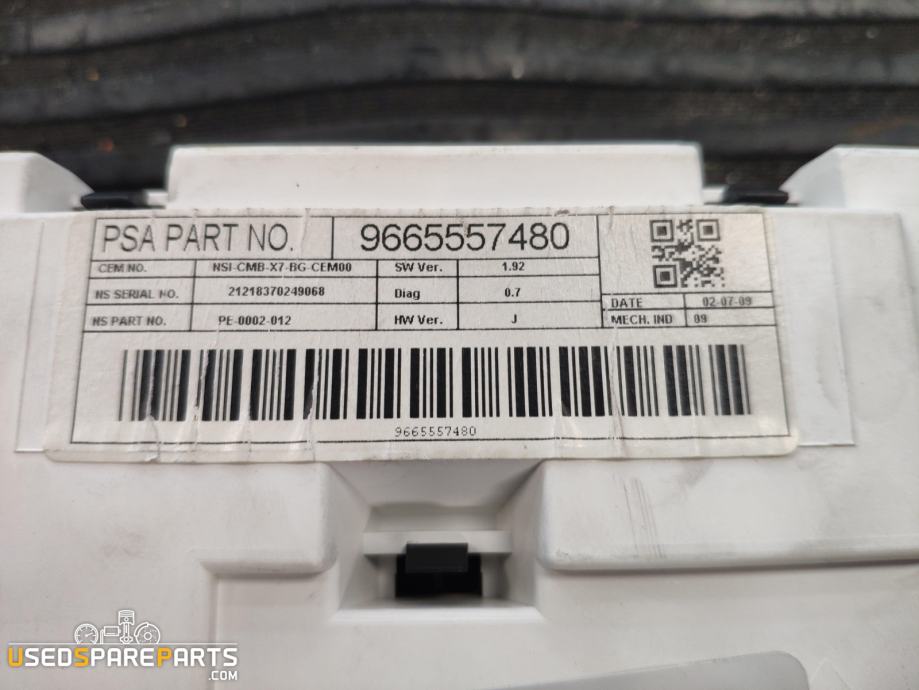 PSA PART NO. 9665557480
CEM NO. NSI-CMB-X7-BG-CEM00 SW Ver. 1.92
NS SERIAL NO. 21218370249068 Diag 0.7
DATE 02-07-09
NS PART NO. PE-0002-012 HW Ver. J
MECH. IND 09
9665557480
USEDSPAREPARTS
.COM